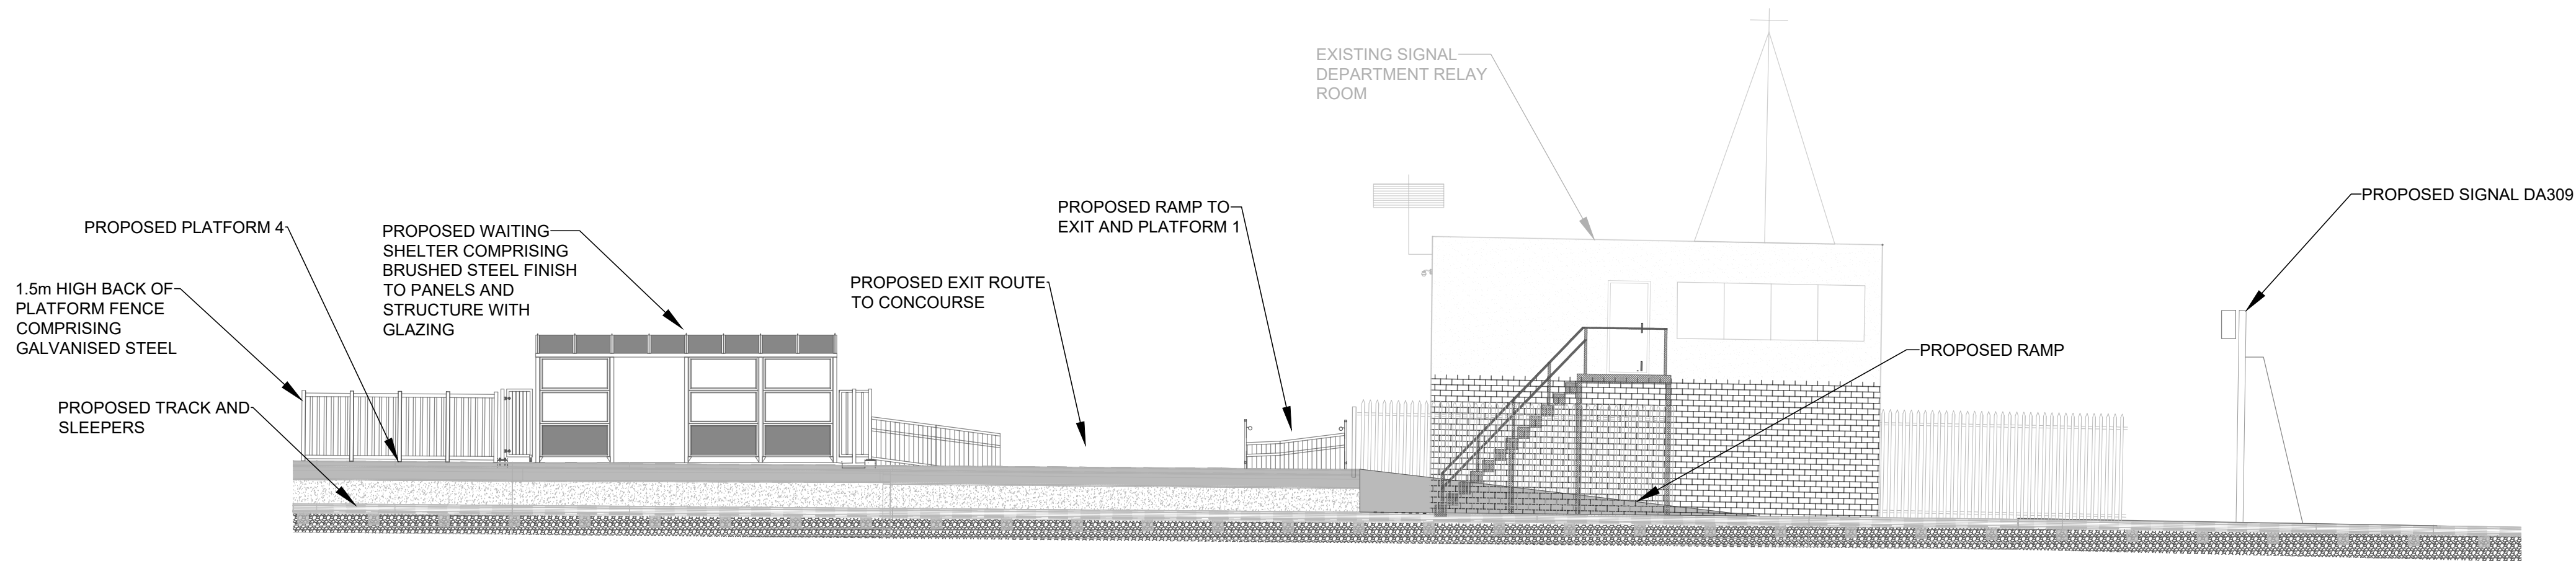 EXISTING SIGNAL
DEPARTMENT RELAY
ROOM
PROPOSED SIGNAL DA309
PROPOSED PLATFORM 4
PROPOSED WAITING
SHELTER COMPRISING
BRUSHED STEEL FINISH
TO PANELS AND
STRUCTURE WITH
GLAZING
PROPOSED RAMP TO
EXIT AND PLATFORM 1
PROPOSED EXIT ROUTE
TO CONCOURSE
1.5m HIGH BACK OF
PLATFORM FENCE
COMPRISING
GALVANISED STEEL
PROPOSED RAMP
PROPOSED TRACK AND
SLEEPERS